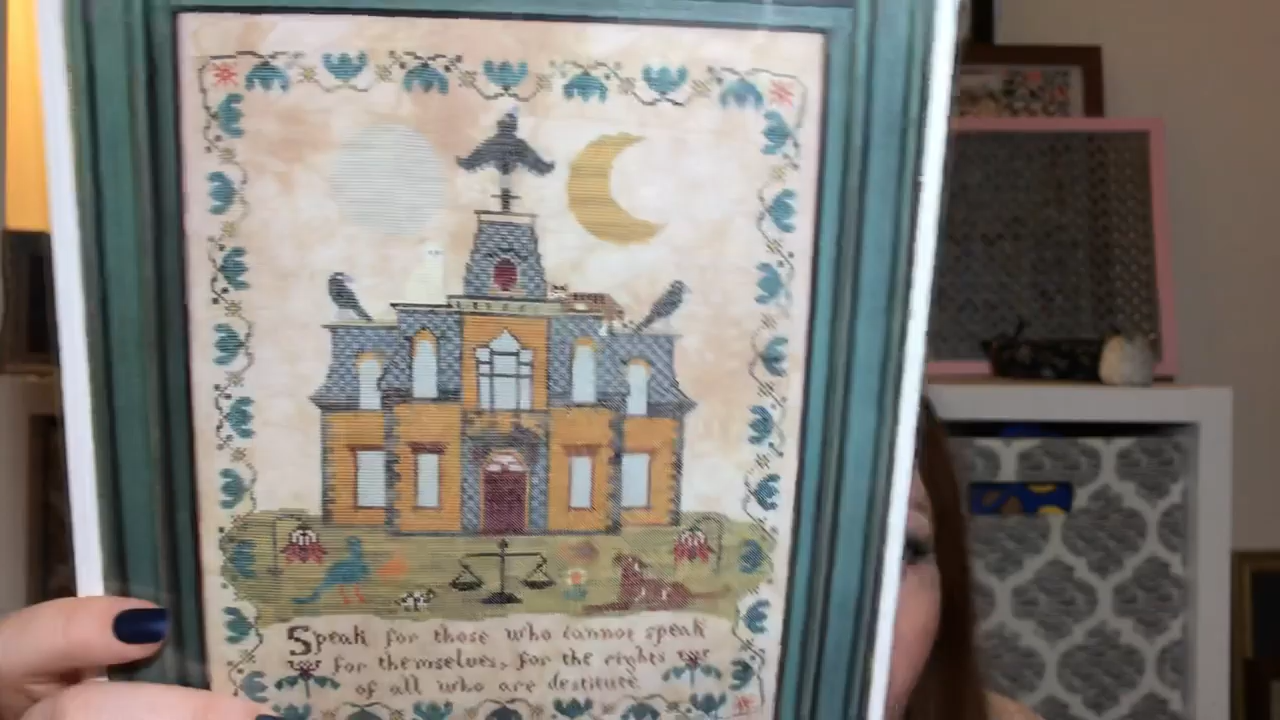 Speak for those who cannot speak
for themselves, for the rights
of all who are destitute